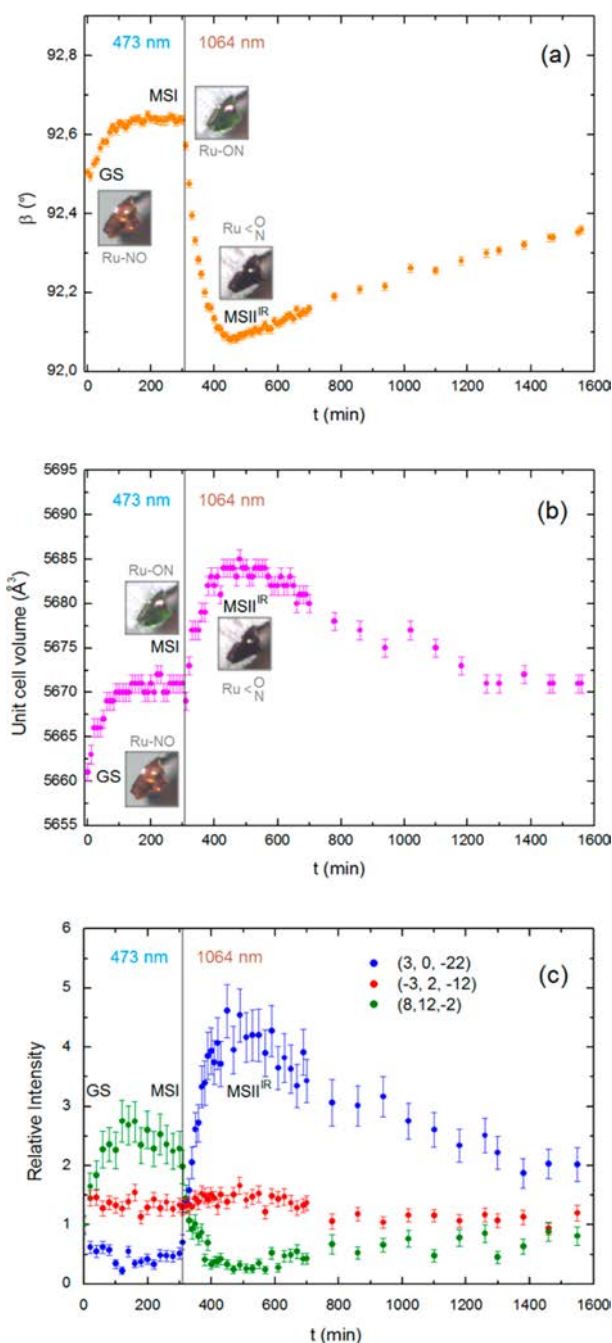 473 nm 1064 nm
(a)
92,8
92,6
92,4
92,2
92,0
β (°)
MSI
Ru-ON
GS
Ru-NO
Ru < O
N
MSII^IR
0 200 400 600 800 1000 1200 1400 1600
t (min)
473 nm 1064 nm
(b)
5695
5690
5685
5680
5675
5670
5665
5660
5655
Unit cell volume (Å³)
Ru-ON
MSI
MSII^IR
Ru < O
N
Ru-NO
GS
0 200 400 600 800 1000 1200 1400 1600
t (min)
473 nm 1064 nm
(c)
(3, 0, -22)
(-3, 2, -12)
(8,12,-2)
6
5
4
3
2
1
0
Relative Intensity
GS MSI
MSII^IR
0 200 400 600 800 1000 1200 1400 1600
t (min)